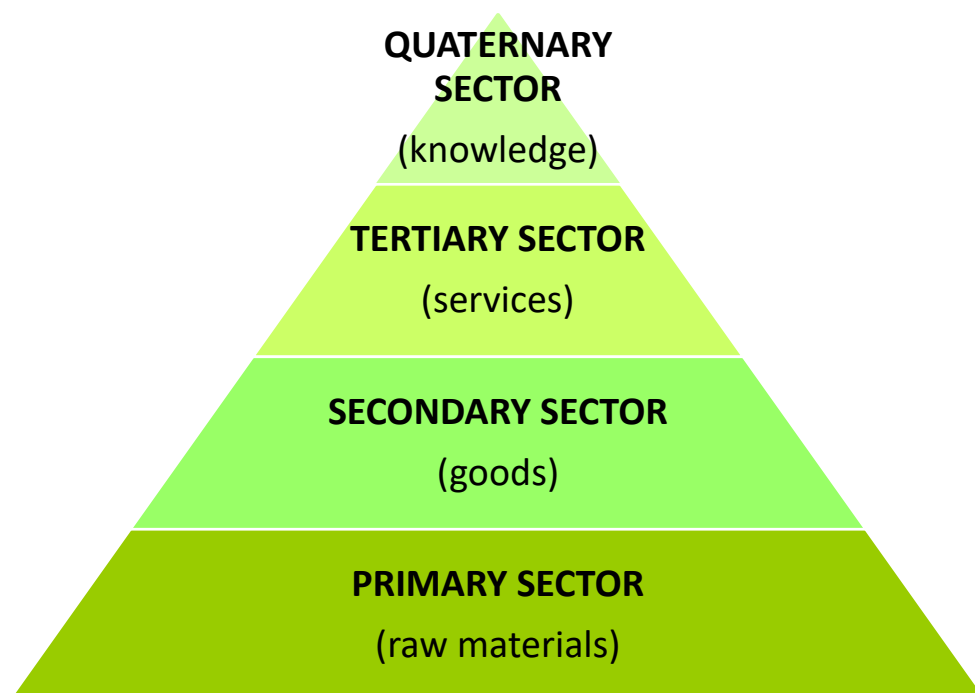 QUATERNARY
SECTOR
(knowledge)
TERTIARY SECTOR
(services)
SECONDARY SECTOR
(goods)
PRIMARY SECTOR
(raw materials)